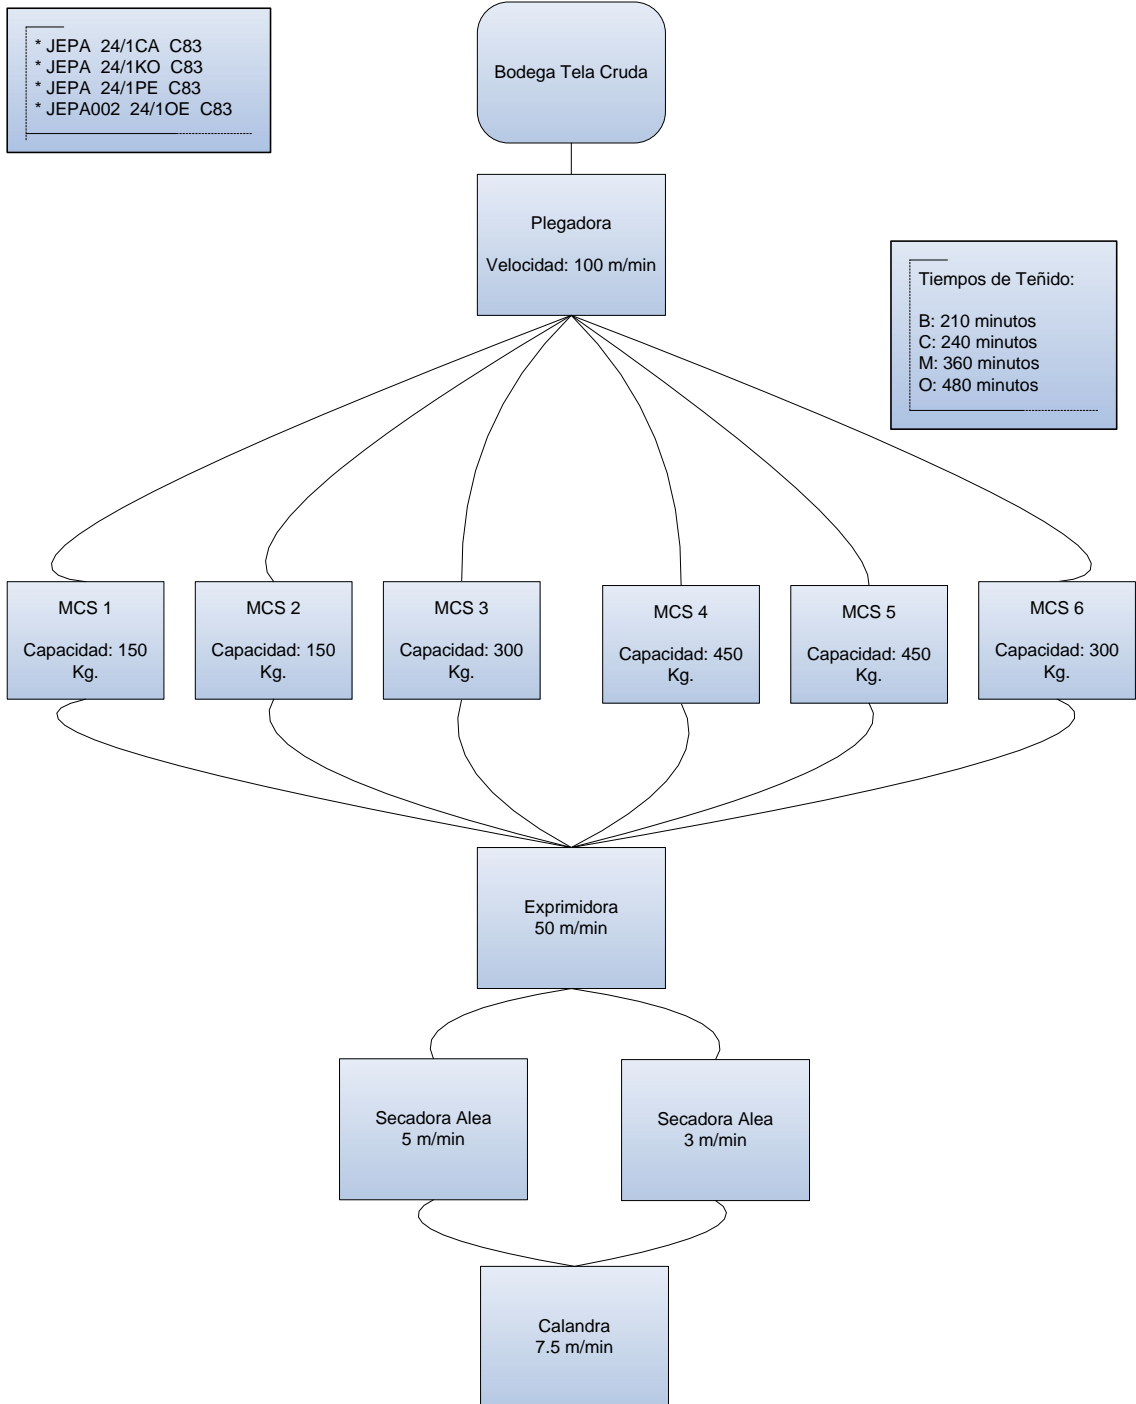 * JEPA 24/1CA C83
* JEPA 24/1KO C83
* JEPA 24/1PE C83
* JEPA002 24/1OE C83
Bodega Tela Cruda
Plegadora
Velocidad: 100 m/min
Tiempos de Teñido:
B: 210 minutos
C: 240 minutos
M: 360 minutos
O: 480 minutos
MCS 1
Capacidad: 150
Kg.
MCS 2
Capacidad: 150
Kg.
MCS 3
Capacidad: 300
Kg.
MCS 4
Capacidad: 450
Kg.
MCS 5
Capacidad: 450
Kg.
MCS 6
Capacidad: 300
Kg.
Exprimidora
50 m/min
Secadora Alea
5 m/min
Secadora Alea
3 m/min
Calandra
7.5 m/min